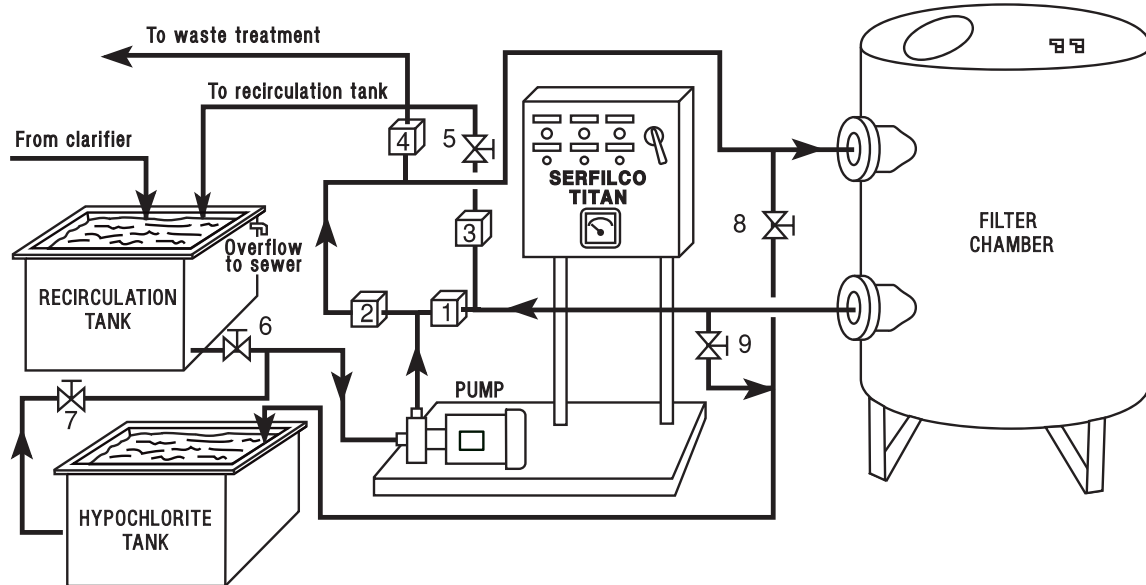 To waste treatment
To recirculation tank
From clarifier
4
5
SERFILCO
TITAN
3
8
FILTER
CHAMBER
Overflow
to sewer
RECIRCULATION
TANK
2
1
6
9
PUMP
7
HYPOCHLORITE
TANK